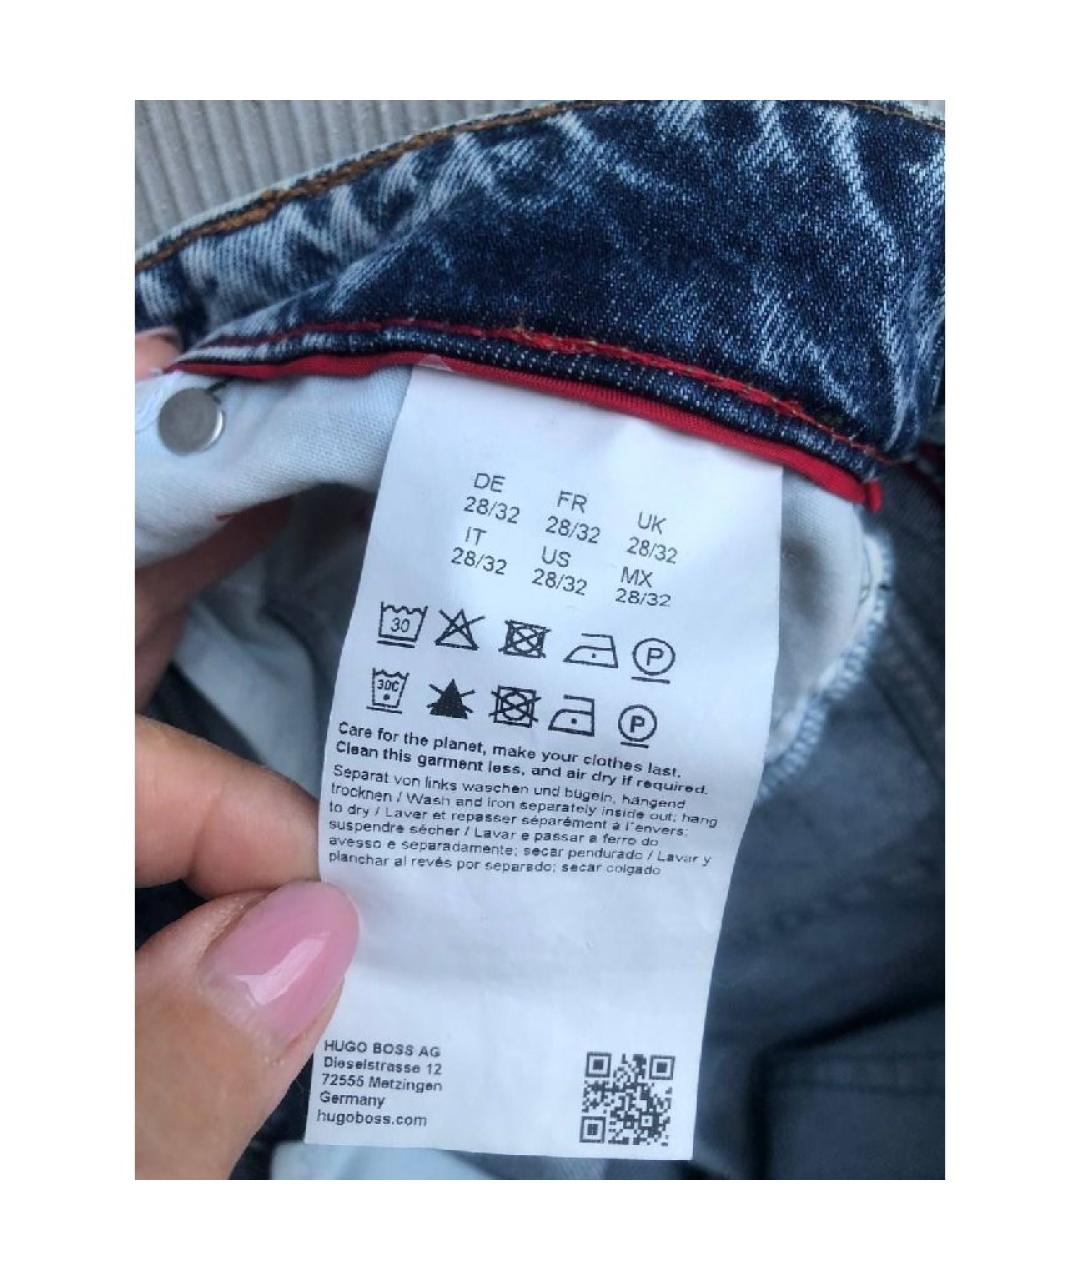 DE FR UK
28/32 28/32 28/32
IT US MX
28/32 28/32 28/32
30 P
30C P
Care for the planet, make your clothes last.
Clean this garment less, and air dry if required.
Separat von links waschen und bügeln, hängend
trocknen / Wash and iron separately inside out; hang
to dry / Laver et repasser séparément à l'envers;
suspendre sécher / Lavar e passar a ferro do
avesso e separadamente; secar pendurado / Lavar y
planchar al revés por separado; secar colgado
HUGO BOSS AG
Dieselstrasse 12
72555 Metzingen
Germany
hugoboss.com